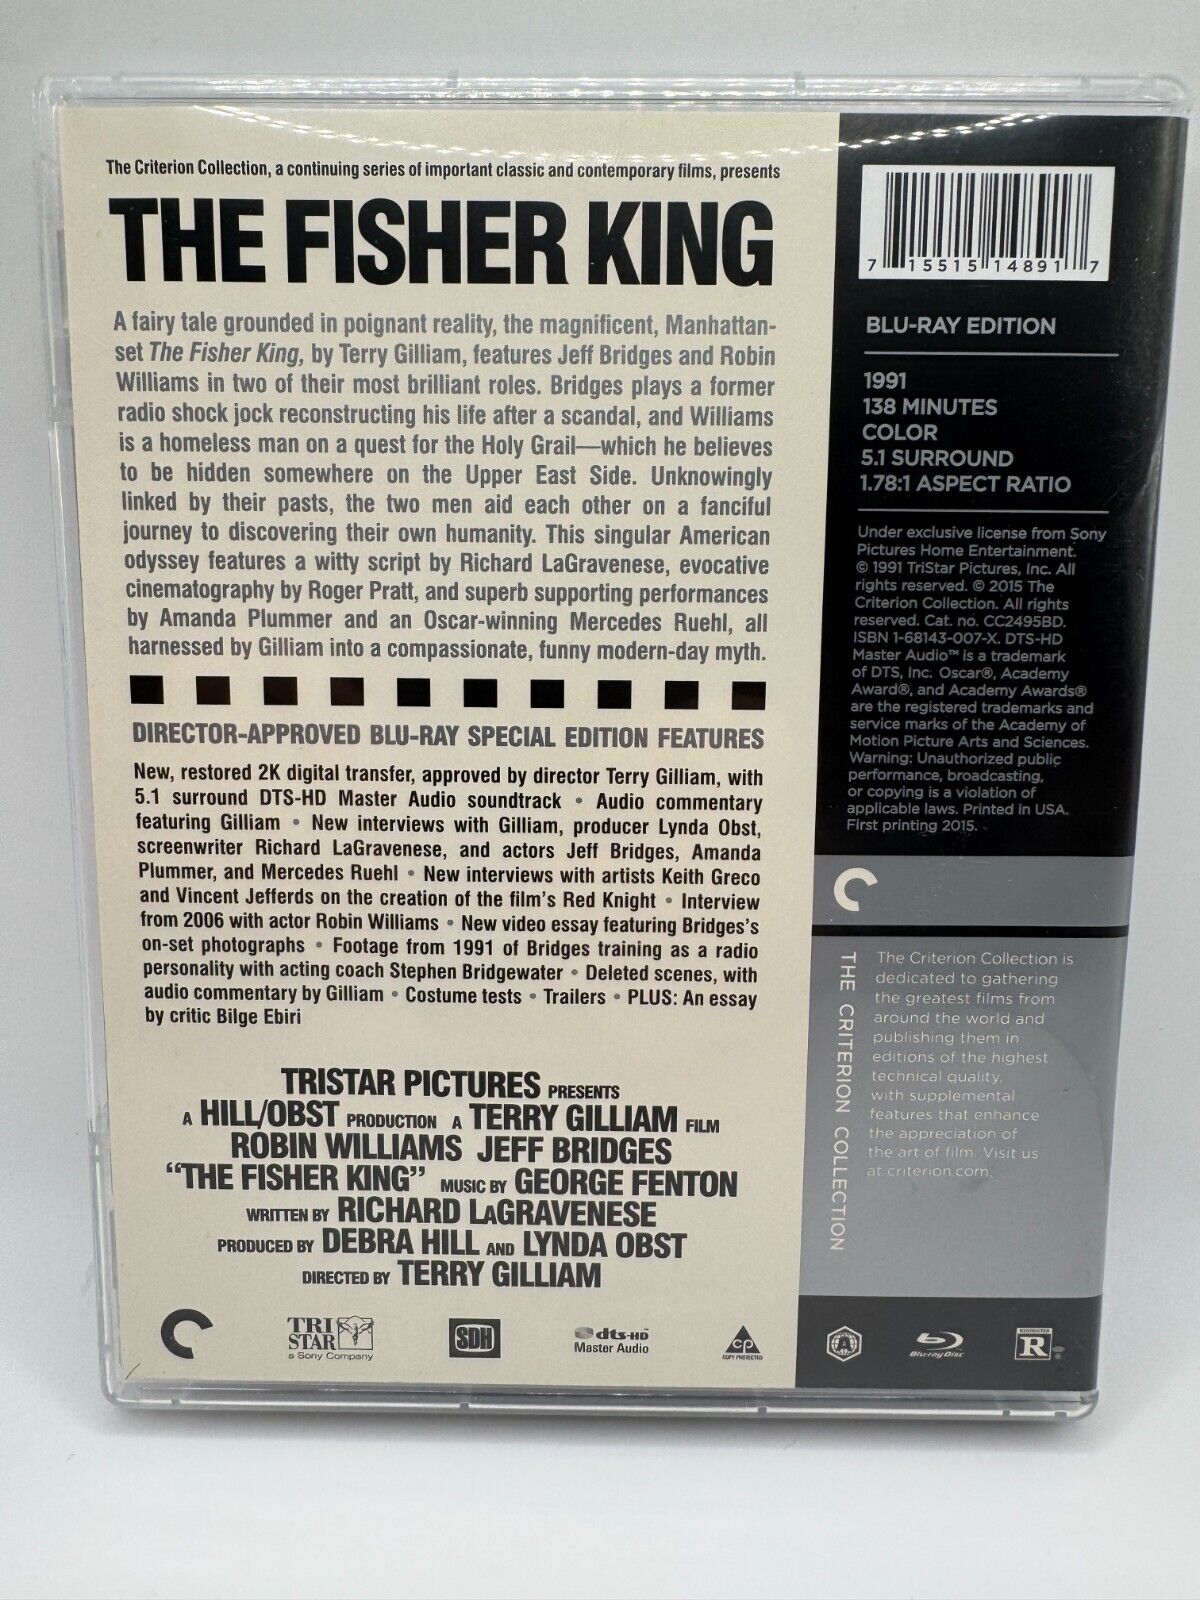 The Criterion Collection, a continuing series of important classic and contemporary films, presents
THE FISHER KING
A fairy tale grounded in poignant reality, the magnificent, Manhattan-
set The Fisher King, by Terry Gilliam, features Jeff Bridges and Robin
Williams in two of their most brilliant roles. Bridges plays a former
radio shock jock reconstructing his life after a scandal, and Williams
is a homeless man on a quest for the Holy Grail—which he believes
to be hidden somewhere on the Upper East Side. Unknowingly
linked by their pasts, the two men aid each other on a fanciful
journey to discovering their own humanity. This singular American
odyssey features a witty script by Richard LaGravenese, evocative
cinematography by Roger Pratt, and superb supporting performances
by Amanda Plummer and an Oscar-winning Mercedes Ruehl, all
harnessed by Gilliam into a compassionate, funny modern-day myth.
DIRECTOR-APPROVED BLU-RAY SPECIAL EDITION FEATURES
New, restored 2K digital transfer, approved by director Terry Gilliam, with
5.1 surround DTS-HD Master Audio soundtrack • Audio commentary
featuring Gilliam • New interviews with Gilliam, producer Lynda Obst,
screenwriter Richard LaGravenese, and actors Jeff Bridges, Amanda
Plummer, and Mercedes Ruehl • New interviews with artists Keith Greco
and Vincent Jefferds on the creation of the film's Red Knight • Interview
from 2006 with actor Robin Williams • New video essay featuring Bridges's
on-set photographs • Footage from 1991 of Bridges training as a radio
personality with acting coach Stephen Bridgewater • Deleted scenes, with
audio commentary by Gilliam • Costume tests • Trailers • PLUS: An essay
by critic Bilge Ebiri
TRISTAR PICTURES PRESENTS
A HILL/OBST PRODUCTION A TERRY GILLIAM FILM
ROBIN WILLIAMS JEFF BRIDGES
"THE FISHER KING" MUSIC BY GEORGE FENTON
WRITTEN BY RICHARD LAGRAVENESE
PRODUCED BY DEBRA HILL AND LYNDA OBST
DIRECTED BY TERRY GILLIAM
TRI
STAR
a Sony Company
SDH
dts-HD
Master Audio
CP
COPY PROTECTED
7 15515 14891 7
BLU-RAY EDITION
1991
138 MINUTES
COLOR
5.1 SURROUND
1.78:1 ASPECT RATIO
Under exclusive license from Sony
Pictures Home Entertainment.
© 1991 TriStar Pictures, Inc. All
rights reserved. © 2015 The
Criterion Collection. All rights
reserved. Cat. no. CC2495BD.
ISBN 1-68143-007-X. DTS-HD
Master Audio™ is a trademark
of DTS, Inc. Oscar®, Academy
Award®, and Academy Awards®
are the registered trademarks and
service marks of the Academy of
Motion Picture Arts and Sciences.
Warning: Unauthorized public
performance, broadcasting,
or copying is a violation of
applicable laws. Printed in USA.
First printing 2015.
THE CRITERION COLLECTION
The Criterion Collection is
dedicated to gathering
the greatest films from
around the world and
publishing them in
editions of the highest
technical quality,
with supplemental
features that enhance
the appreciation of
the art of film. Visit us
at criterion.com.
A
Blu-ray Disc
RESTRICTED
R